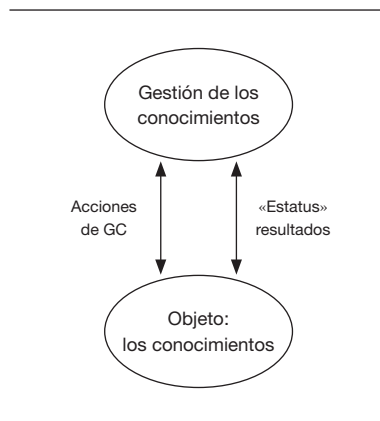 Gestión de los
conocimientos
Acciones
de GC
«Estatus»
resultados
Objeto:
los conocimientos